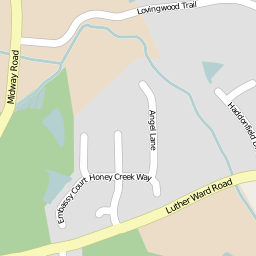 Lovingwood Trail
Midway Road
Angel Lane
Haddonfield
Honey Creek Way
Embassy Court
Luther Ward Road